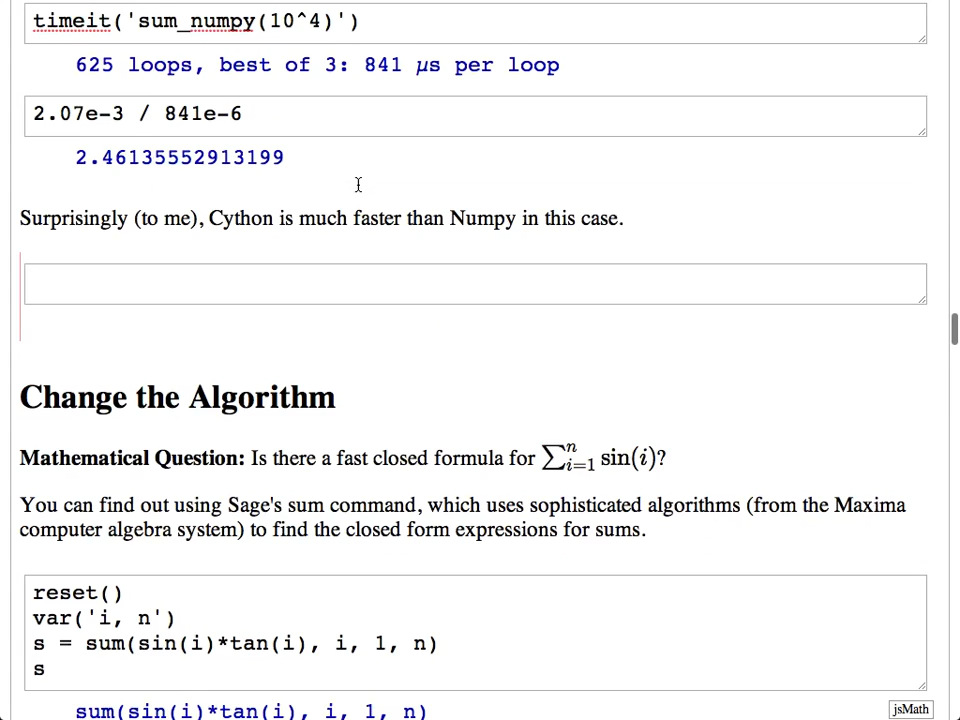 timeit('sum_numpy(10^4)')
625 loops, best of 3: 841 µs per loop
2.07e-3 / 841e-6
2.46135552913199
Surprisingly (to me), Cython is much faster than Numpy in this case.
Change the Algorithm
Mathematical Question: Is there a fast closed formula for ∑ⁿᵢ₌₁ sin(i)?
You can find out using Sage's sum command, which uses sophisticated algorithms (from the Maxima
computer algebra system) to find the closed form expressions for sums.
reset()
var('i, n')
s = sum(sin(i)*tan(i), i, 1, n)
s
sum(sin(i)*tan(i), i, 1, n)
jsMath